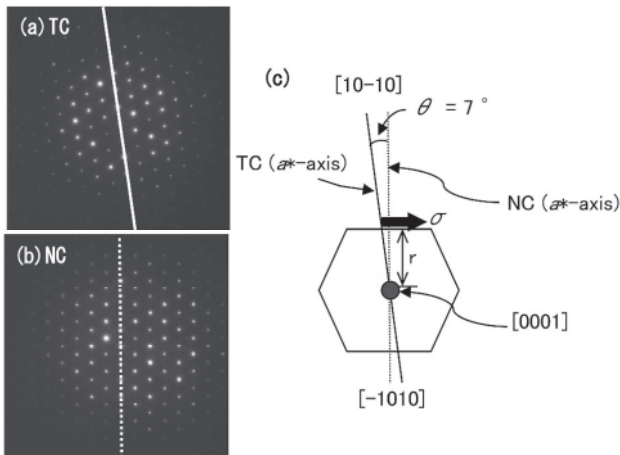 (a) TC
(b) NC
(c)
[10-10]
θ = 7°
TC (a*-axis)
NC (a*-axis)
σ
r
[0001]
[-1010]